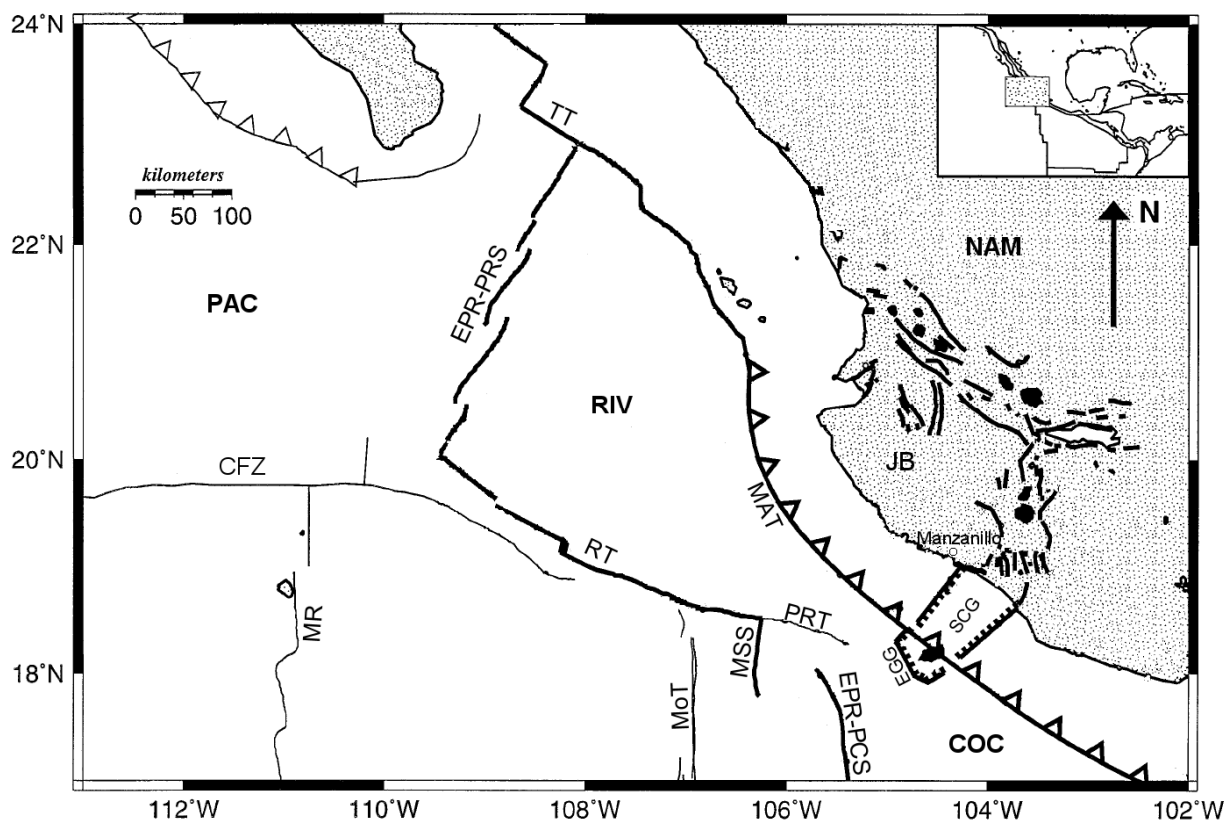 24°N
22°N
20°N
18°N
kilometers
0 50 100
TT
N
NAM
PAC
EPR-PRS
RIV
JB
CFZ
MAT
Manzanillo
RT
SCG
MR
PRT
MSS
EGG
MoT
EPR-PCS
COC
112°W 110°W 108°W 106°W 104°W 102°W